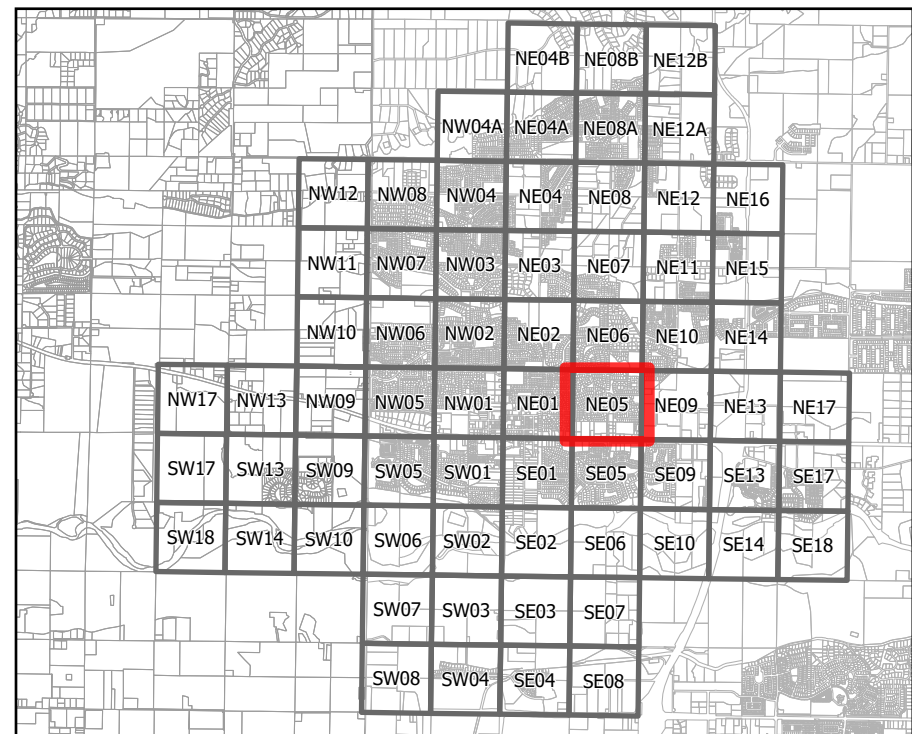 NE04B NE08B NE12B
NW04A NE04A NE08A NE12A
NW12 NW08 NW04 NE04 NE08 NE12 NE16
NW11 NW07 NW03 NE03 NE07 NE11 NE15
NW10 NW06 NW02 NE02 NE06 NE10 NE14
NW17 NW13 NW09 NW05 NW01 NE01 NE05 NE09 NE13 NE17
SW17 SW13 SW09 SW05 SW01 SE01 SE05 SE09 SE13 SE17
SW18 SW14 SW10 SW06 SW02 SE02 SE06 SE10 SE14 SE18
SW07 SW03 SE03 SE07
SW08 SW04 SE04 SE08